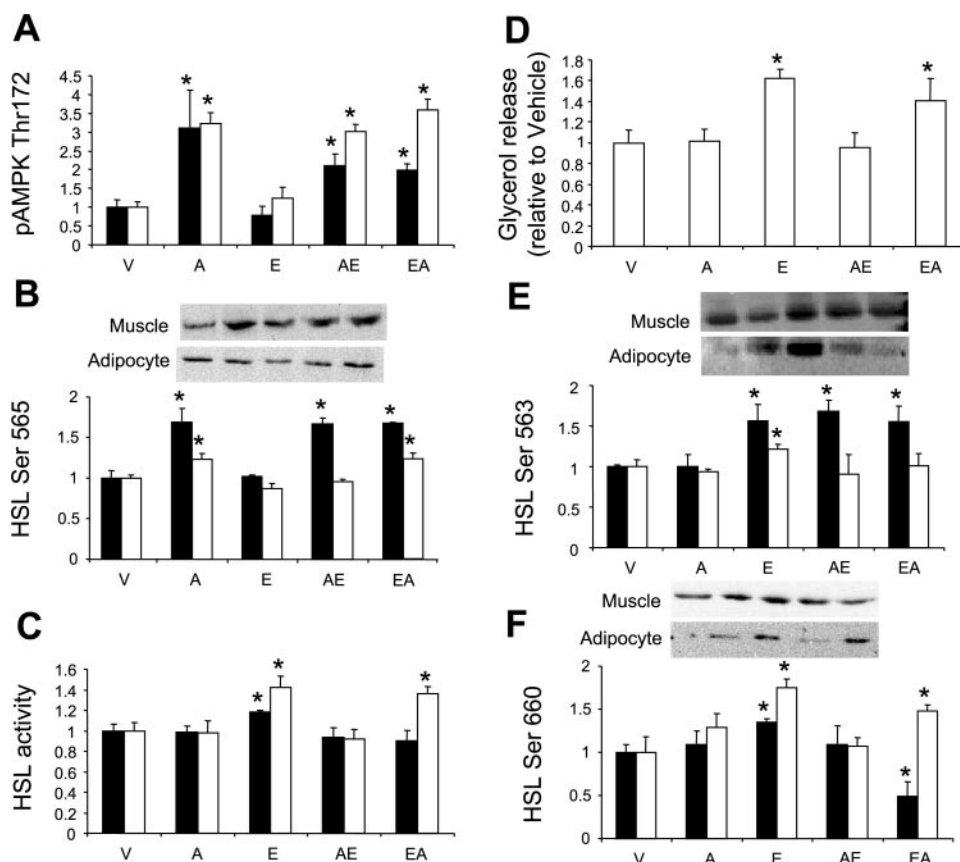 A
pAMPK Thr172
4.5
4
3.5
3
2.5
2
1.5
1
0.5
* * * * * *
V A E AE EA
B
Muscle
Adipocyte
HSL Ser 565
2
1.5
1
0.5
0
* * * * *
V A E AE EA
C
HSL activity
1.6
1.4
1.2
1
0.8
0.6
0.4
0.2
0
* * *
V A E AE EA
D
Glycerol release
(relative to Vehicle)
1.8
1.6
1.4
1.2
1
0.8
0.6
0.4
0.2
0
* *
V A E AE EA
E
Muscle
Adipocyte
HSL Ser 563
2
1.5
1
0.5
0
* * * *
V A E AE EA
F
Muscle
Adipocyte
HSL Ser 660
2
1.5
1
0.5
0
* * * *
V A E AE EA